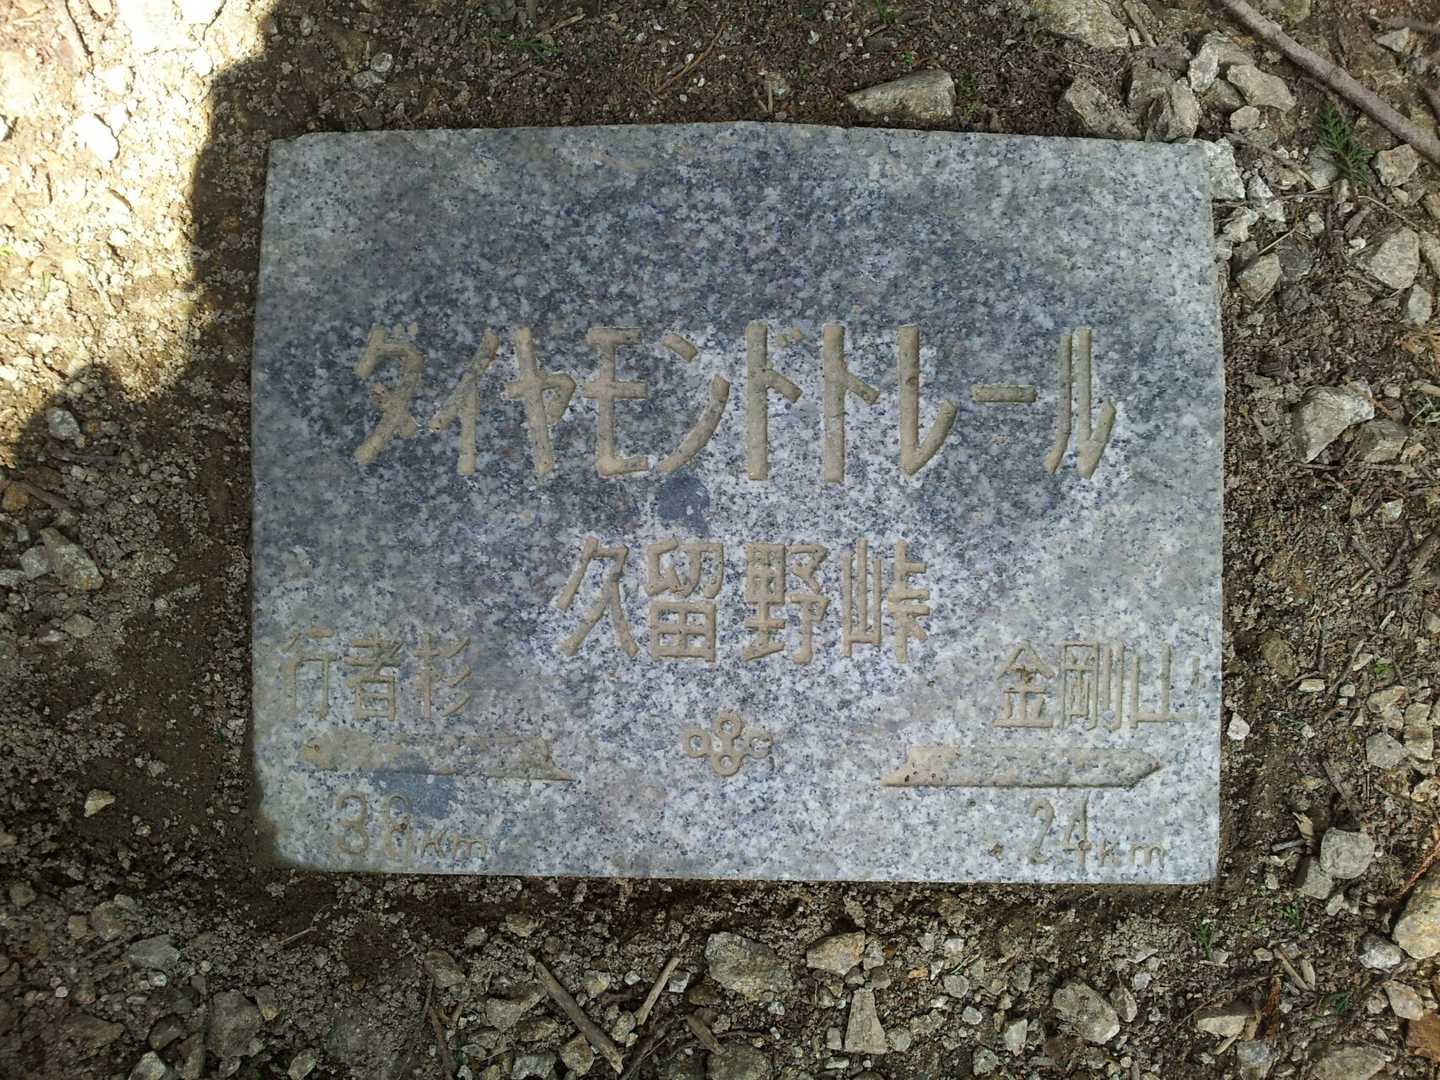 ダイヤモンドトレール
久留野峠
行者杉 金剛山
38km 24km